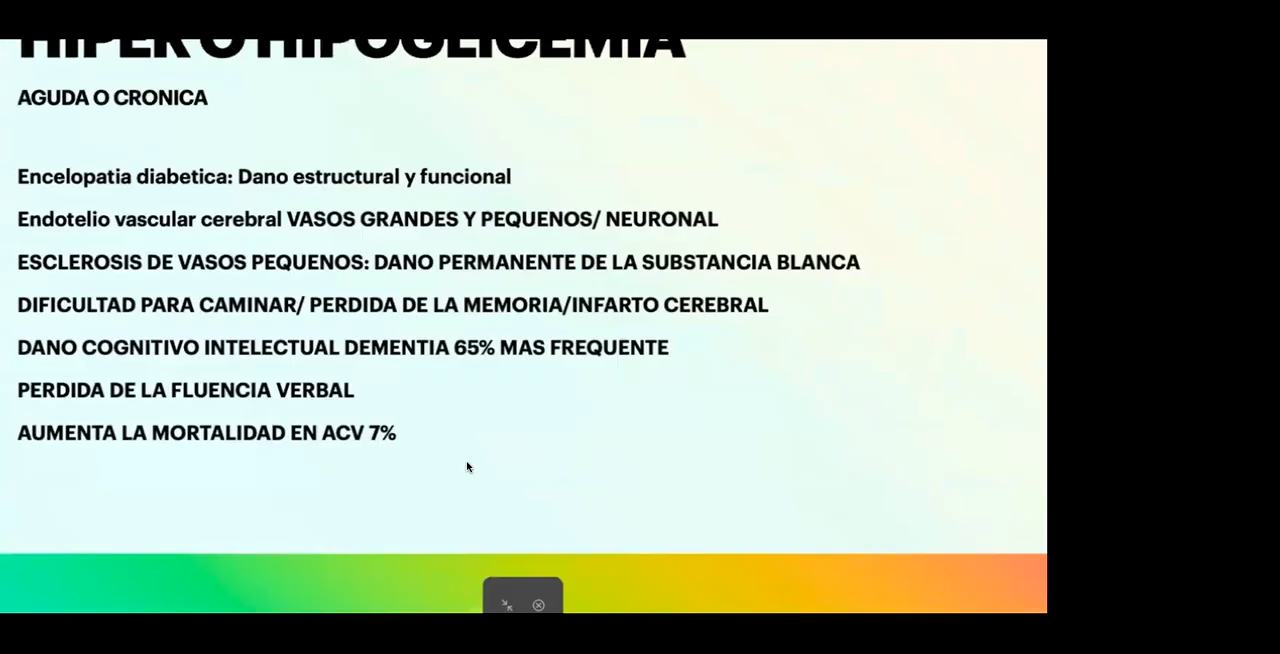 HIPER O HIPOGLICEMIA
AGUDA O CRONICA
Encelopatia diabetica: Dano estructural y funcional
Endotelio vascular cerebral VASOS GRANDES Y PEQUENOS/ NEURONAL
ESCLEROSIS DE VASOS PEQUENOS: DANO PERMANENTE DE LA SUBSTANCIA BLANCA
DIFICULTAD PARA CAMINAR/ PERDIDA DE LA MEMORIA/INFARTO CEREBRAL
DANO COGNITIVO INTELECTUAL DEMENTIA 65% MAS FREQUENTE
PERDIDA DE LA FLUENCIA VERBAL
AUMENTA LA MORTALIDAD EN ACV 7%